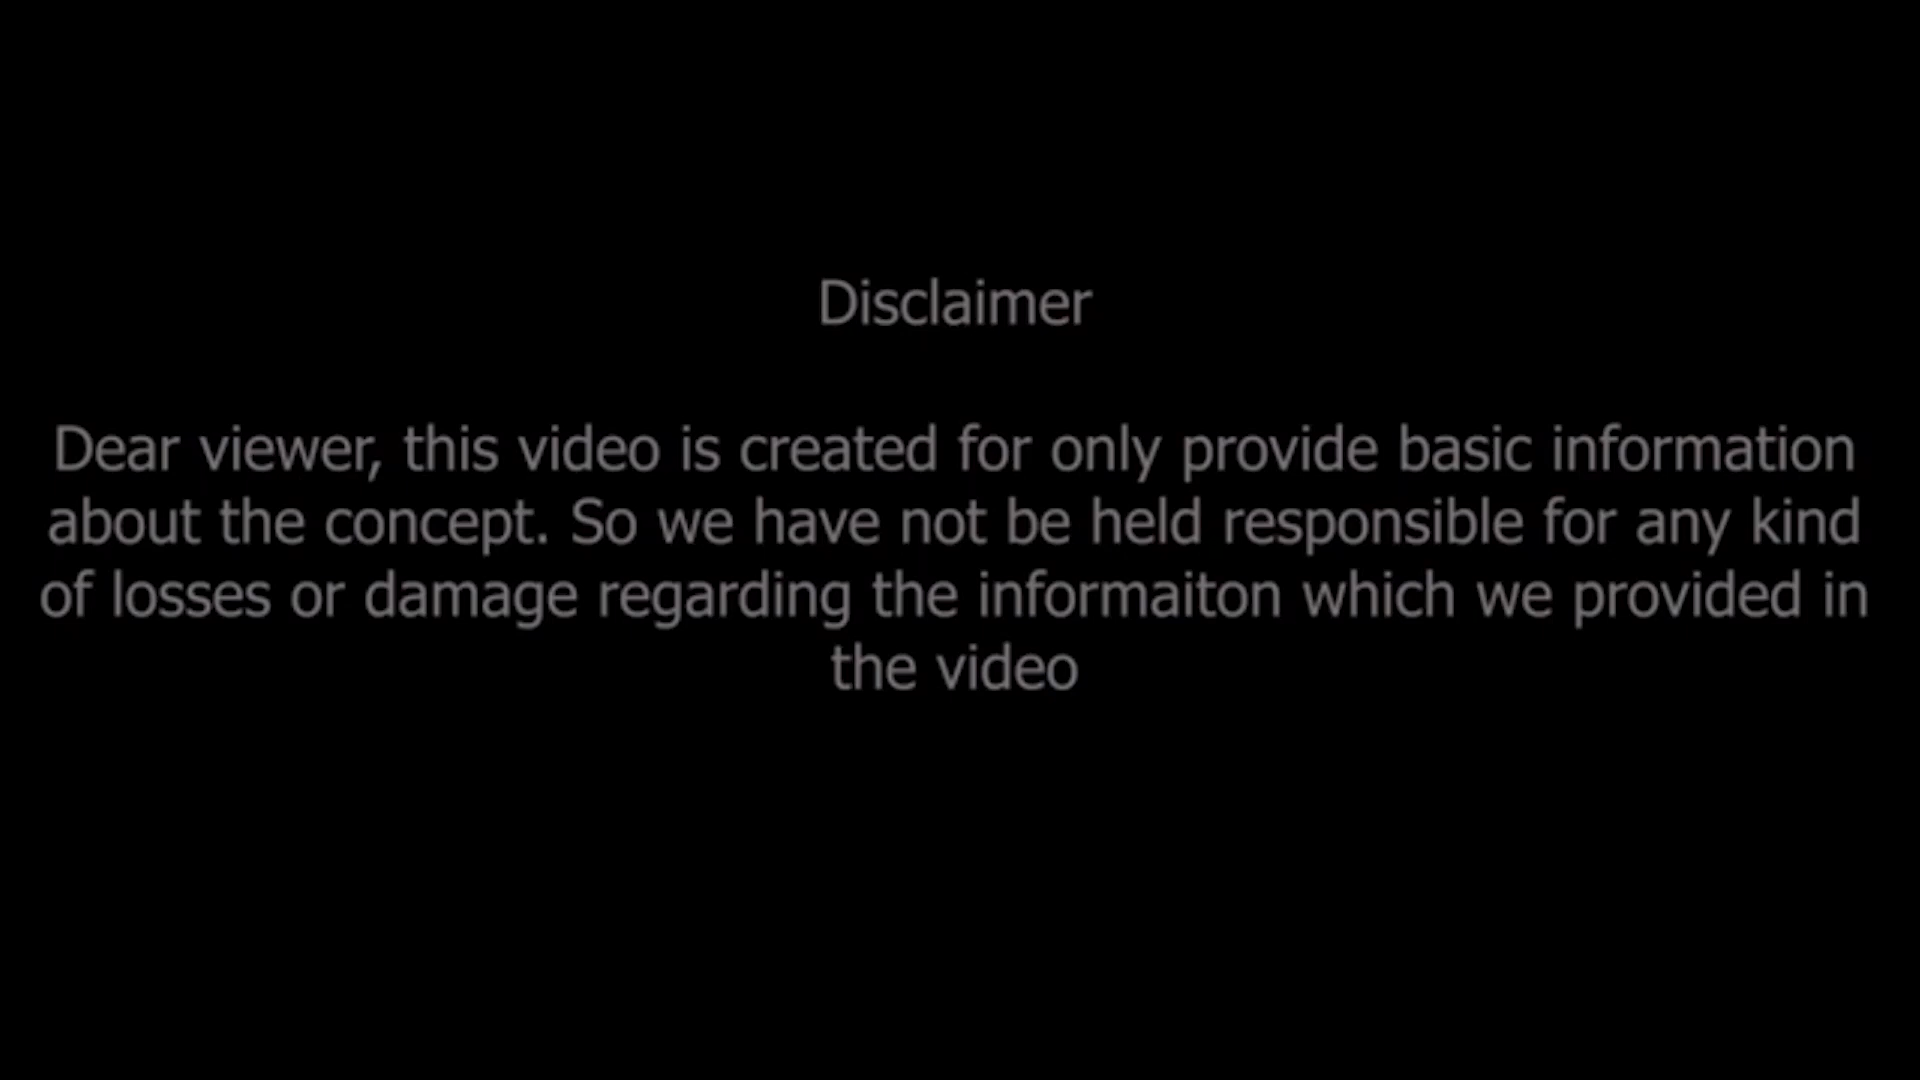 Disclaimer
Dear viewer, this video is created for only provide basic information
about the concept. So we have not be held responsible for any kind
of losses or damage regarding the informaiton which we provided in
the video